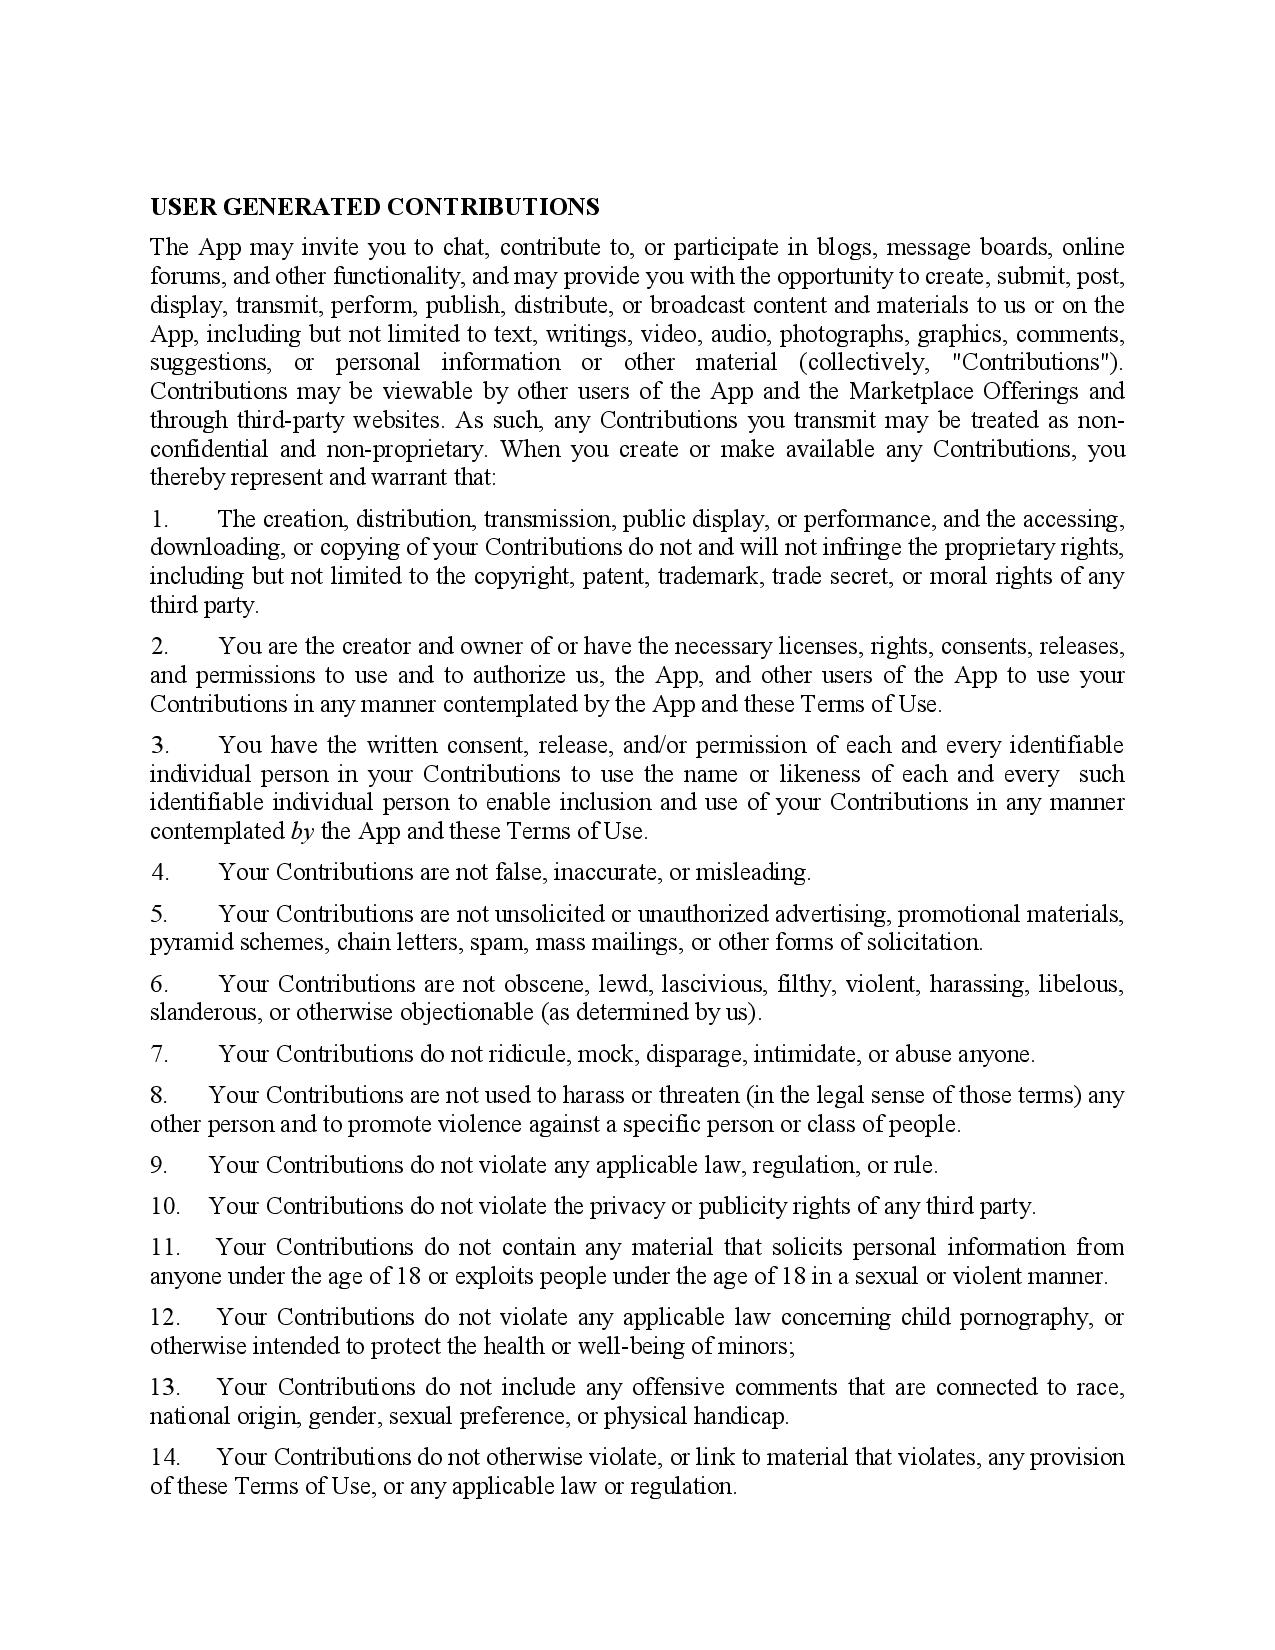 USER GENERATED CONTRIBUTIONS
The App may invite you to chat, contribute to, or participate in blogs, message boards, online
forums, and other functionality, and may provide you with the opportunity to create, submit, post,
display, transmit, perform, publish, distribute, or broadcast content and materials to us or on the
App, including but not limited to text, writings, video, audio, photographs, graphics, comments,
suggestions, or personal information or other material (collectively, "Contributions").
Contributions may be viewable by other users of the App and the Marketplace Offerings and
through third-party websites. As such, any Contributions you transmit may be treated as non-
confidential and non-proprietary. When you create or make available any Contributions, you
thereby represent and warrant that:
1. The creation, distribution, transmission, public display, or performance, and the accessing,
downloading, or copying of your Contributions do not and will not infringe the proprietary rights,
including but not limited to the copyright, patent, trademark, trade secret, or moral rights of any
third party.
2. You are the creator and owner of or have the necessary licenses, rights, consents, releases,
and permissions to use and to authorize us, the App, and other users of the App to use your
Contributions in any manner contemplated by the App and these Terms of Use.
3. You have the written consent, release, and/or permission of each and every identifiable
individual person in your Contributions to use the name or likeness of each and every such
identifiable individual person to enable inclusion and use of your Contributions in any manner
contemplated by the App and these Terms of Use.
4. Your Contributions are not false, inaccurate, or misleading.
5. Your Contributions are not unsolicited or unauthorized advertising, promotional materials,
pyramid schemes, chain letters, spam, mass mailings, or other forms of solicitation.
6. Your Contributions are not obscene, lewd, lascivious, filthy, violent, harassing, libelous,
slanderous, or otherwise objectionable (as determined by us).
7. Your Contributions do not ridicule, mock, disparage, intimidate, or abuse anyone.
8. Your Contributions are not used to harass or threaten (in the legal sense of those terms) any
other person and to promote violence against a specific person or class of people.
9. Your Contributions do not violate any applicable law, regulation, or rule.
10. Your Contributions do not violate the privacy or publicity rights of any third party.
11. Your Contributions do not contain any material that solicits personal information from
anyone under the age of 18 or exploits people under the age of 18 in a sexual or violent manner.
12. Your Contributions do not violate any applicable law concerning child pornography, or
otherwise intended to protect the health or well-being of minors;
13. Your Contributions do not include any offensive comments that are connected to race,
national origin, gender, sexual preference, or physical handicap.
14. Your Contributions do not otherwise violate, or link to material that violates, any provision
of these Terms of Use, or any applicable law or regulation.